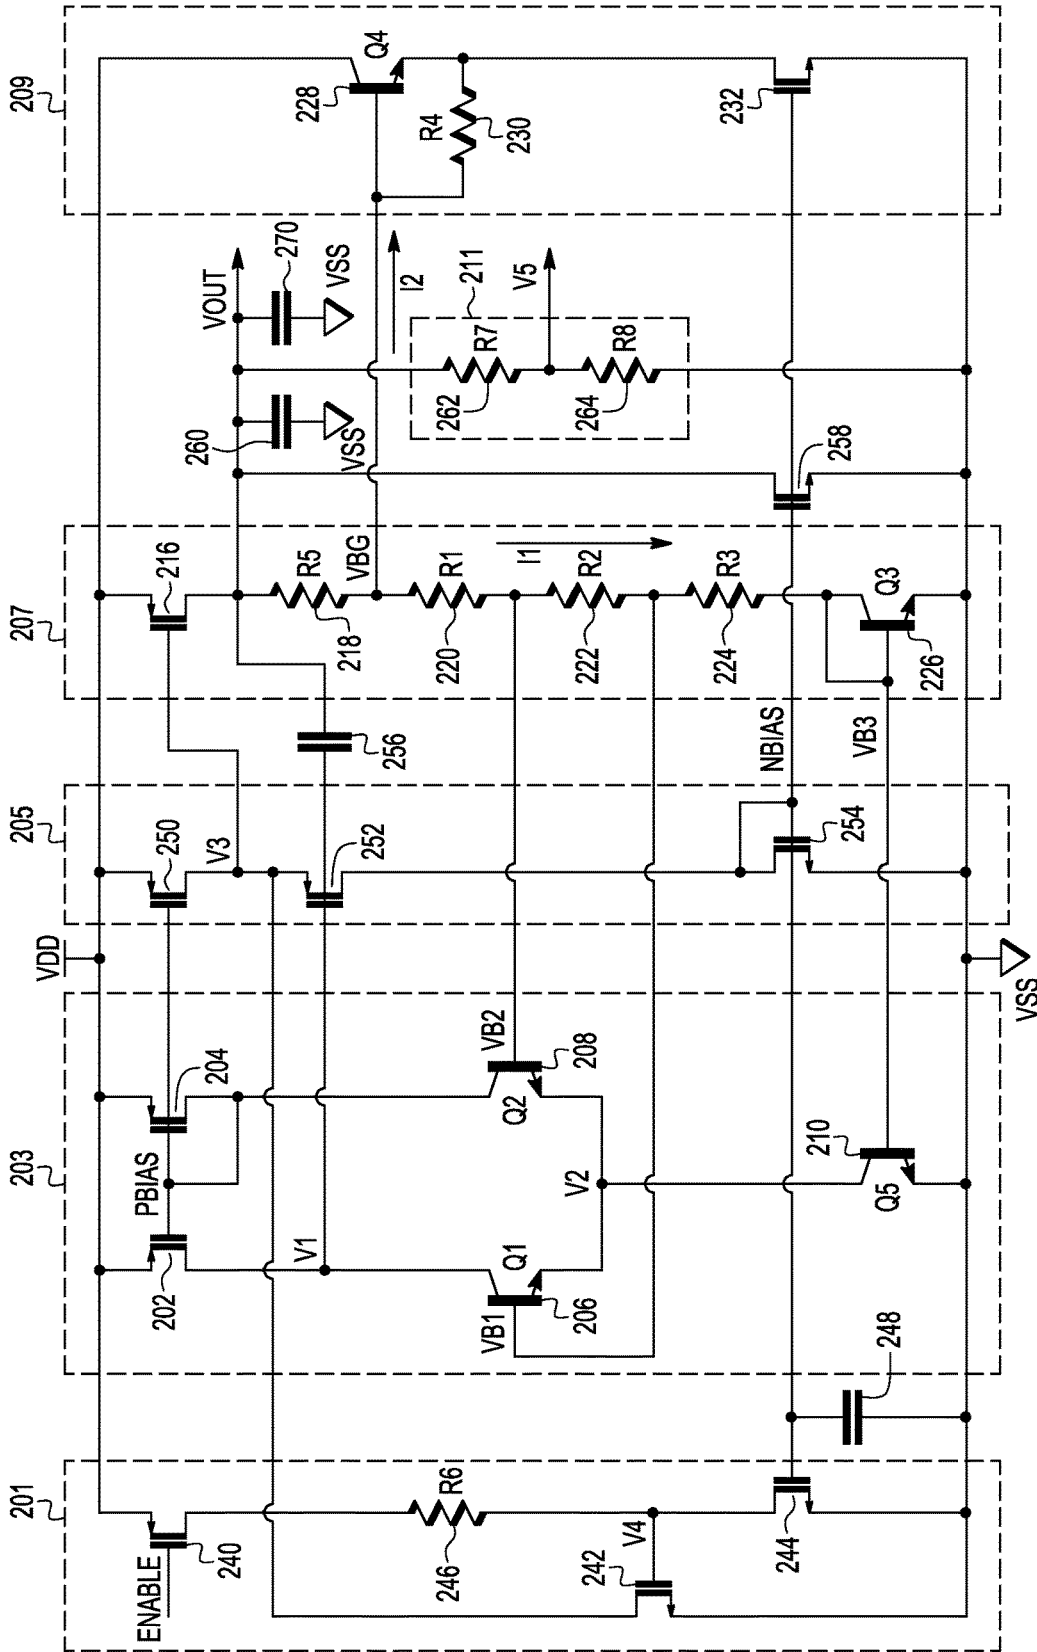 201
203
205
207
209
ENABLE
240
R6
246
V4
242
244
248
202
PBIAS
204
V1
VB1
Q1
206
V2
Q2
VB2
208
210
Q5
VDD
VSS
250
V3
252
254
256
NBIAS
VB3
216
R5
218
VBG
R1
220
I1
R2
222
R3
224
Q3
226
258
VOUT
260
VSS
270
VSS
I2
211
R7
262
V5
R8
264
228
Q4
R4
230
232